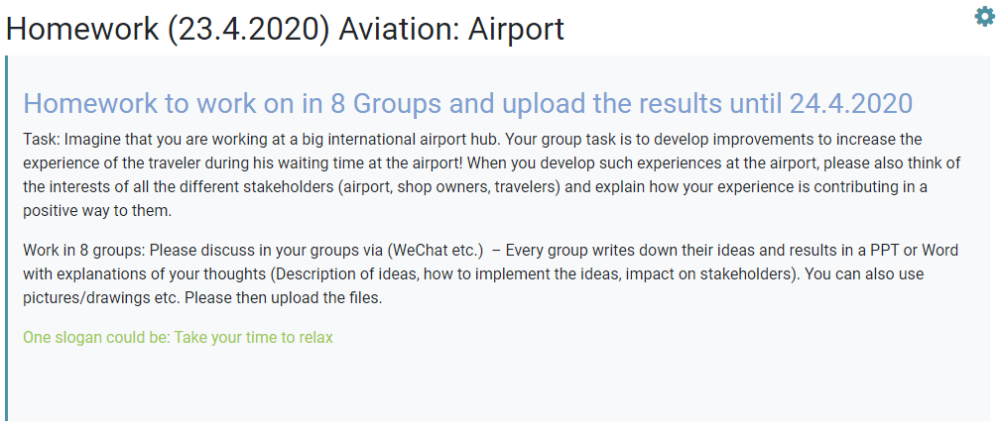 Homework (23.4.2020) Aviation: Airport
Homework to work on in 8 Groups and upload the results until 24.4.2020
Task: Imagine that you are working at a big international airport hub. Your group task is to develop improvements to increase the
experience of the traveler during his waiting time at the airport! When you develop such experiences at the airport, please also think of
the interests of all the different stakeholders (airport, shop owners, travelers) and explain how your experience is contributing in a
positive way to them.
Work in 8 groups: Please discuss in your groups via (WeChat etc.)  – Every group writes down their ideas and results in a PPT or Word
with explanations of your thoughts (Description of ideas, how to implement the ideas, impact on stakeholders). You can also use
pictures/drawings etc. Please then upload the files.
One slogan could be: Take your time to relax